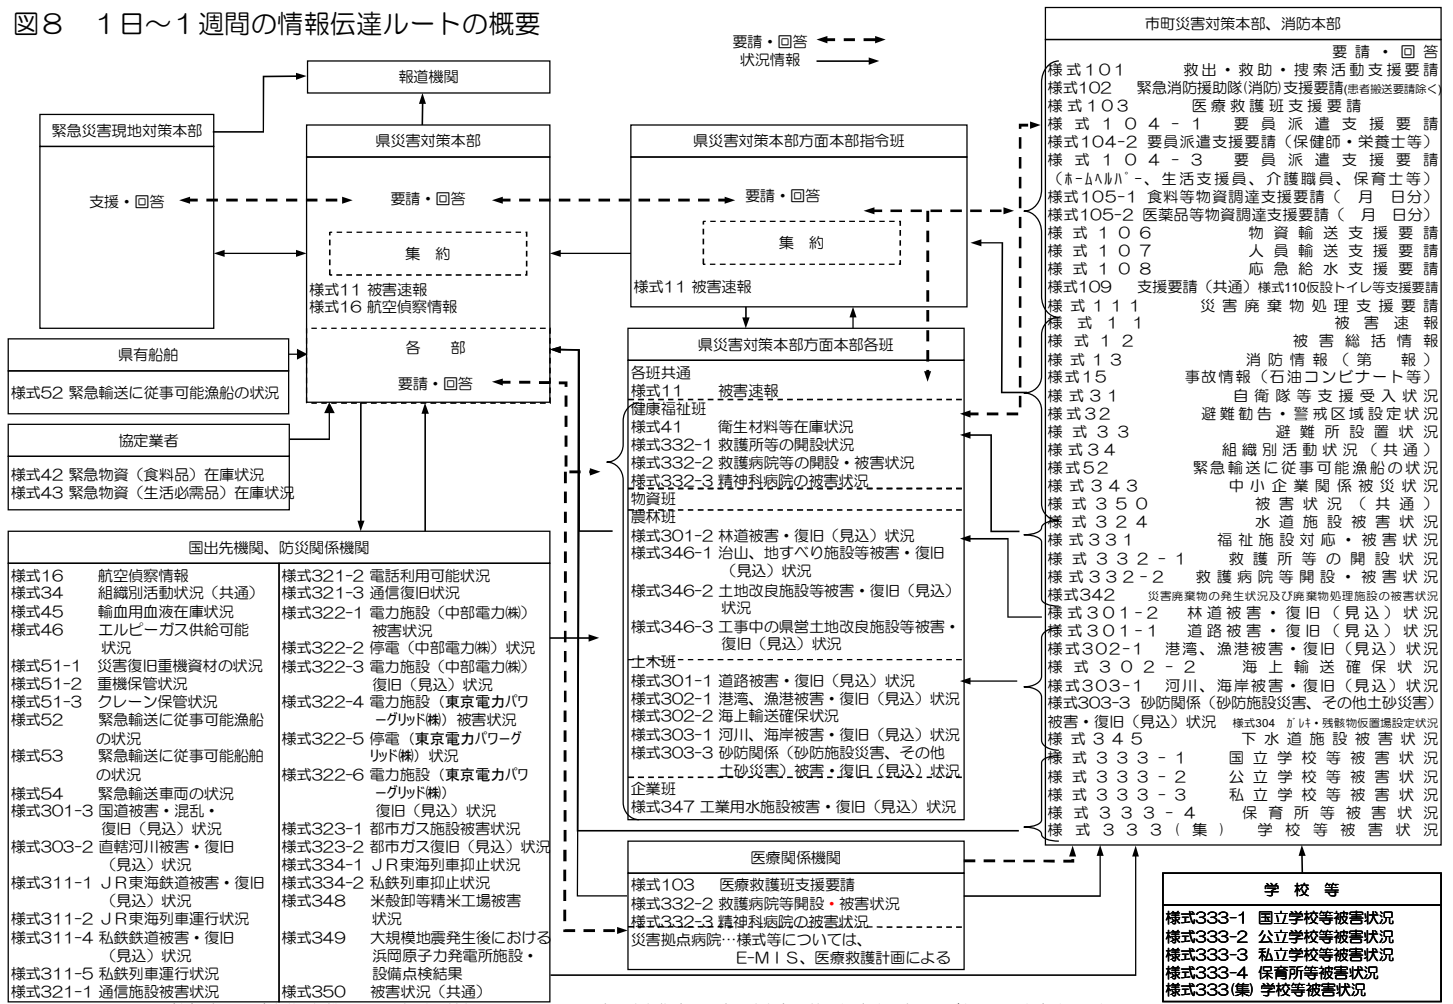 図8　1日～1週間の情報伝達ルートの概要
要請・回答
状況情報
報道機関
緊急災害現地対策本部
支援・回答
県災害対策本部
要請・回答
集　約
様式11 被害速報
様式16 航空偵察情報
各　部
要請・回答
県災害対策本部方面本部指令班
要請・回答
集　約
様式11 被害速報
県有船舶
様式52 緊急輸送に従事可能漁船の状況
協定業者
様式42 緊急物資（食料品）在庫状況
様式43 緊急物資（生活必需品）在庫状況
国出先機関、防災関係機関
様式16　航空偵察情報
様式34　組織別活動状況（共通）
様式45　輸血用血液在庫状況
様式46　エルピーガス供給可能
状況
様式51-1　災害復旧重機資材の状況
様式51-2　重機保管状況
様式51-3　クレーン保管状況
様式52　緊急輸送に従事可能漁船
の状況
様式53　緊急輸送に従事可能船舶
の状況
様式54　緊急輸送車両の状況
様式301-3 国道被害・混乱・
復旧（見込）状況
様式303-2 直轄河川被害・復旧
（見込）状況
様式311-1 ＪＲ東海鉄道被害・復旧
（見込）状況
様式311-2 ＪＲ東海列車運行状況
様式311-4 私鉄鉄道被害・復旧
（見込）状況
様式311-5 私鉄列車運行状況
様式321-1 通信施設被害状況
様式321-2 電話利用可能状況
様式321-3 通信復旧状況
様式322-1 電力施設（中部電力㈱）
被害状況
様式322-2 停電（中部電力㈱）状況
様式322-3 電力施設（中部電力㈱）
復旧（見込）状況
様式322-4 電力施設（東京電力パワ
ーグリッド㈱）被害状況
様式322-5 停電（東京電力パワーグ
リッド㈱）状況
様式322-6 電力施設（東京電力パワ
ーグリッド㈱）
復旧（見込）状況
様式323-1 都市ガス施設被害状況
様式323-2 都市ガス復旧（見込）状況
様式334-1 ＪＲ東海列車抑止状況
様式334-2 私鉄列車抑止状況
様式348　米穀卸等精米工場被害
状況
様式349　大規模地震発生後における
浜岡原子力発電所施設・
設備点検結果
様式350　被害状況（共通）
県災害対策本部方面本部各班
各班共通
様式11　被害速報
健康福祉班
様式41　衛生材料等在庫状況
様式332-1 救護所等の開設状況
様式332-2 救護病院等の開設・被害状況
様式332-3 精神科病院の被害状況
物資班
農林班
様式301-2 林道被害・復旧（見込）状況
様式346-1 治山、地すべり施設等被害・復旧
（見込）状況
様式346-2 土地改良施設等被害・復旧（見込）
状況
様式346-3 工事中の県営土地改良施設等被害・
復旧（見込）状況
土木班
様式301-1 道路被害・復旧（見込）状況
様式302-1 港湾、漁港被害・復旧（見込）状況
様式302-2 海上輸送確保状況
様式303-1 河川、海岸被害・復旧（見込）状況
様式303-3 砂防関係（砂防施設災害、その他
土砂災害）被害・復旧（見込）状況
企業班
様式347 工業用水施設被害・復旧（見込）状況
医療関係機関
様式103　医療救護班支援要請
様式332-2 救護病院等開設・被害状況
様式332-3 精神科病院の被害状況
災害拠点病院…様式等については、
E-MＩＳ、医療救護計画による
市町災害対策本部、消防本部
要請・回答
様式101　救出・救助・捜索活動支援要請
様式102　緊急消防援助隊(消防)支援要請(患者搬送要請除く)
様式103　医療救護班支援要請
様式104-1　要員派遣支援要請
様式104-2 要員派遣支援要請（保健師・栄養士等）
様式104-3　要員派遣支援要請
（ﾎｰﾑﾍﾙﾊﾟｰ、生活支援員、介護職員、保育士等）
様式105-1 食料等物資調達支援要請（　月　日分）
様式105-2 医薬品等物資調達支援要請（　月　日分）
様式106　物資輸送支援要請
様式107　人員輸送支援要請
様式108　応急給水支援要請
様式109　支援要請（共通）様式110仮設トイレ等支援要請
様式111　災害廃棄物処理支援要請
様式11　被害速報
様式12　被害総括情報
様式13　消防情報（第　報）
様式15　事故情報（石油コンビナート等）
様式31　自衛隊等支援受入状況
様式32　避難勧告・警戒区域設定状況
様式33　避難所設置状況
様式34　組織別活動状況（共通）
様式52　緊急輸送に従事可能漁船の状況
様式343　中小企業関係被災状況
様式350　被害状況（共通）
様式324　水道施設被害状況
様式331　福祉施設対応・被害状況
様式332-1　救護所等の開設状況
様式332-2　救護病院等開設・被害状況
様式342　災害廃棄物の発生状況及び廃棄物処理施設の被害状況
様式301-2　林道被害・復旧（見込）状況
様式301-1　道路被害・復旧（見込）状況
様式302-1　港湾、漁港被害・復旧（見込）状況
様式302-2　海上輸送確保状況
様式303-1　河川、海岸被害・復旧（見込）状況
様式303-3 砂防関係（砂防施設災害、その他土砂災害）
被害・復旧（見込）状況　様式304　ｶﾞﾚｷ・残骸物仮置場設定状況
様式345　下水道施設被害状況
様式333-1　国立学校等被害状況
様式333-2　公立学校等被害状況
様式333-3　私立学校等被害状況
様式333-4　保育所等被害状況
様式333(集)　学校等被害状況
学　校　等
様式333-1　国立学校等被害状況
様式333-2　公立学校等被害状況
様式333-3　私立学校等被害状況
様式333-4　保育所等被害状況
様式333(集) 学校等被害状況